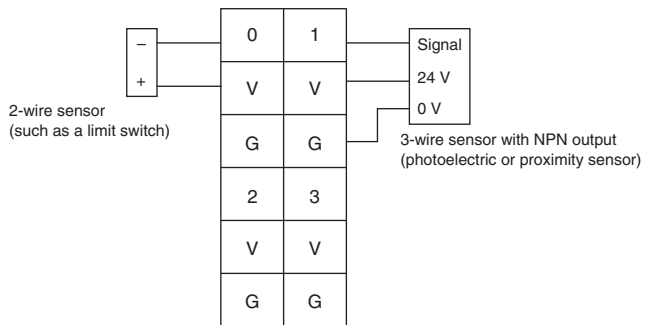 –
+
2-wire sensor
(such as a limit switch)
0 1
V V
G G
2 3
V V
G G
Signal
24 V
0 V
3-wire sensor with NPN output
(photoelectric or proximity sensor)